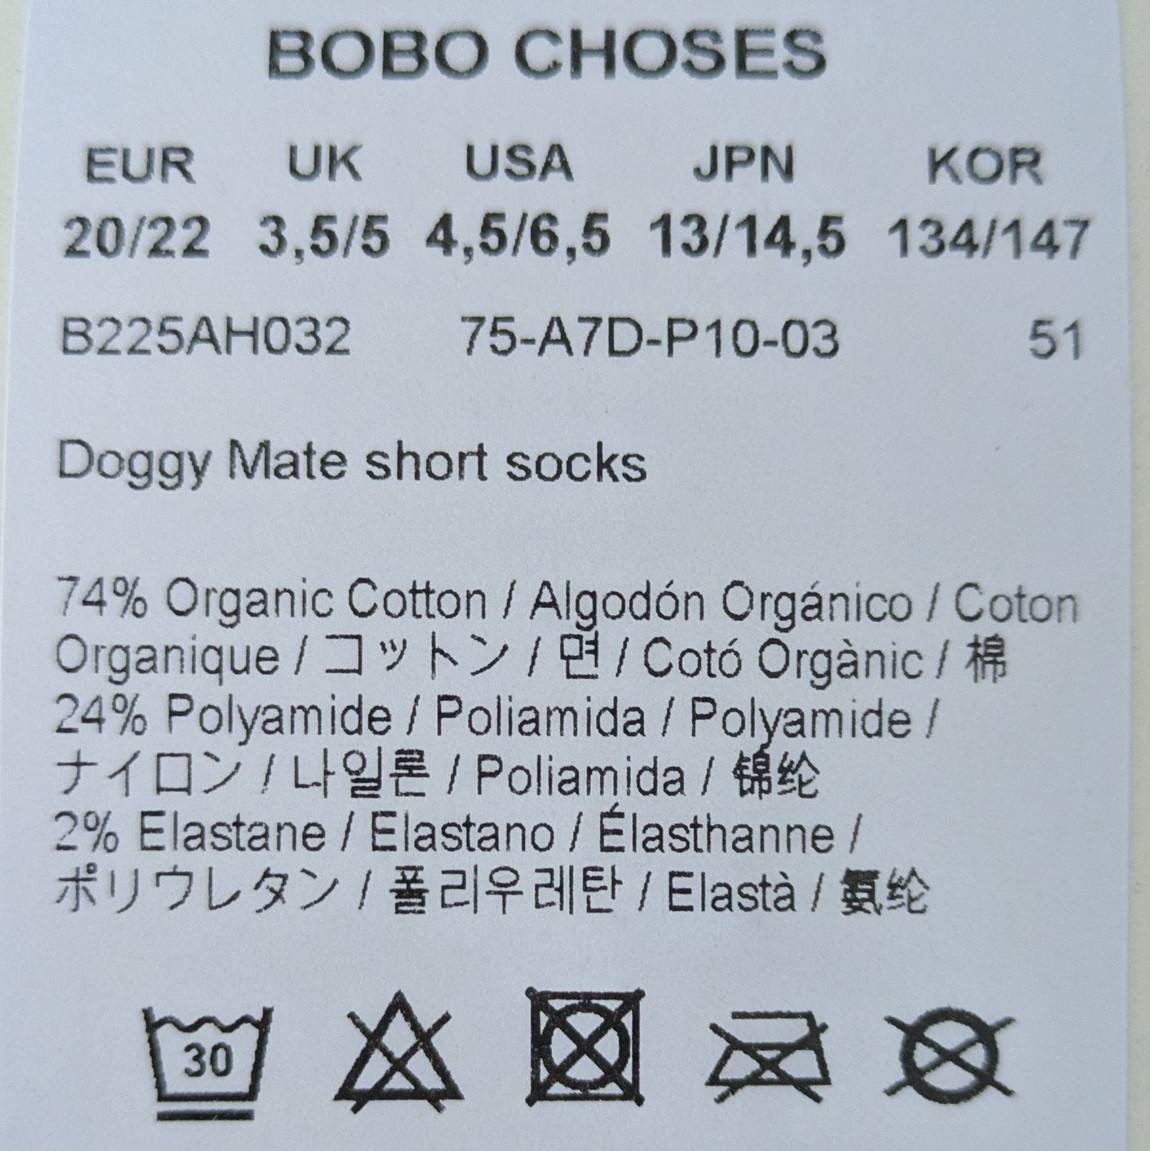 BOBO CHOSES
EUR UK USA JPN KOR
20/22 3,5/5 4,5/6,5 13/14,5 134/147
B225AH032 75-A7D-P10-03 51
Doggy Mate short socks
74% Organic Cotton / Algodón Orgánico / Coton
Organique / コットン / 면 / Cotó Orgànic / 棉
24% Polyamide / Poliamida / Polyamide /
ナイロン / 나일론 / Poliamida / 锦纶
2% Elastane / Elastano / Élasthanne /
ポリウレタン / 폴리우레탄 / Elastà / 氨纶
30